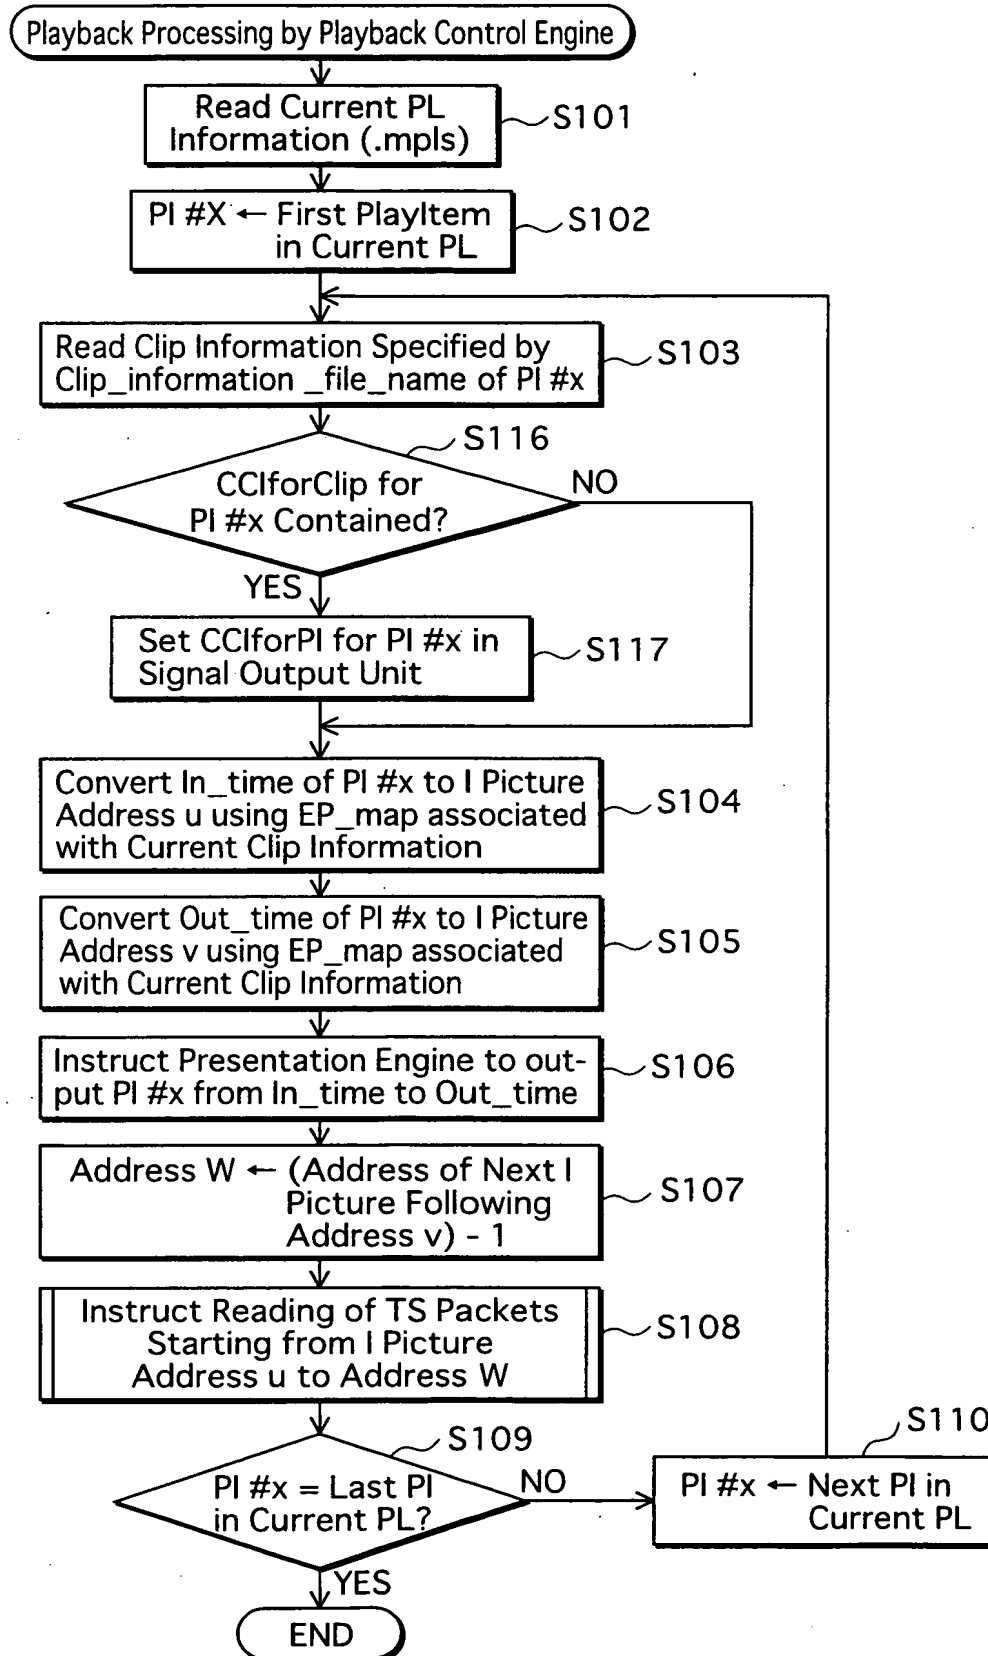 Playback Processing by Playback Control Engine
Read Current PL
Information (.mpls)
S101
PI #X ← First PlayItem
in Current PL
S102
Read Clip Information Specified by
Clip_information _file_name of PI #x
S103
S116
CCIforClip for
PI #x Contained?
NO
YES
Set CCIforPI for PI #x in
Signal Output Unit
S117
Convert In_time of PI #x to I Picture
Address u using EP_map associated
with Current Clip Information
S104
Convert Out_time of PI #x to I Picture
Address v using EP_map associated
with Current Clip Information
S105
Instruct Presentation Engine to out-
put PI #x from In_time to Out_time
S106
Address W ← (Address of Next I
Picture Following
Address v) - 1
S107
Instruct Reading of TS Packets
Starting from I Picture
Address u to Address W
S108
S109
PI #x = Last PI
in Current PL?
NO
S110
PI #x ← Next PI in
Current PL
YES
END